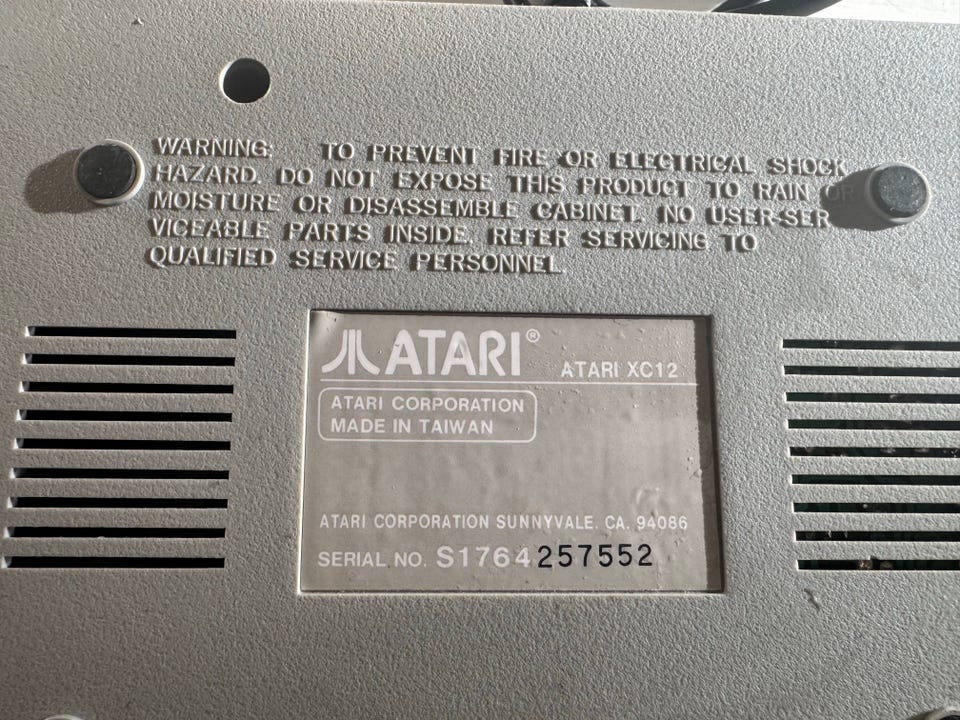 WARNING: TO PREVENT FIRE OR ELECTRICAL SHOCK
HAZARD. DO NOT EXPOSE THIS PRODUCT TO RAIN OR
MOISTURE OR DISASSEMBLE CABINET. NO USER-SER
VICEABLE PARTS INSIDE. REFER SERVICING TO
QUALIFIED SERVICE PERSONNEL
ATARI®
ATARI XC12
ATARI CORPORATION
MADE IN TAIWAN
ATARI CORPORATION SUNNYVALE. CA. 94086
SERIAL NO. S1764257552